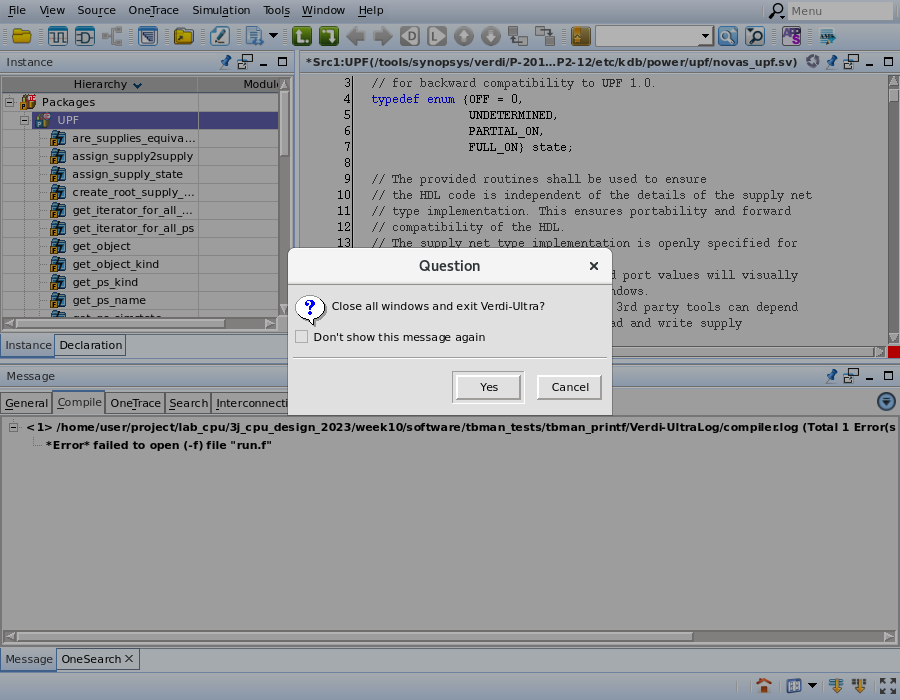 File View Source OneTrace Simulation Tools Window Help
Menu
Instance
*Src1:UPF(/tools/synopsys/verdi/P-201...P2-12/etc/kdb/power/upf/novas_upf.sv)
Hierarchy Module
Packages
UPF
are_supplies_equiva...
assign_supply2supply
assign_supply_state
create_root_supply_...
get_iterator_for_all_...
get_iterator_for_all_ps
get_object
get_object_kind
get_ps_kind
get_ps_name
3 // for backward compatibility to UPF 1.0.
4 typedef enum {OFF = 0,
5 UNDETERMINED,
6 PARTIAL_ON,
7 FULL_ON} state;
8
9 // The provided routines shall be used to ensure
10 // the HDL code is independent of the details of the supply net
11 // type implementation. This ensures portability and forward
12 // compatibility of the HDL.
13 // The supply net type implementation is openly specified for
port values will visually
3rd party tools can depend
and write supply
Instance Declaration
Question
Close all windows and exit Verdi-Ultra?
Don't show this message again
Yes Cancel
Message
General Compile OneTrace Search Interconnecti
<1> /home/user/project/lab_cpu/3j_cpu_design_2023/week10/software/tbman_tests/tbman_printf/Verdi-UltraLog/compiler.log (Total 1 Error(s
*Error* failed to open (-f) file "run.f"
Message OneSearch